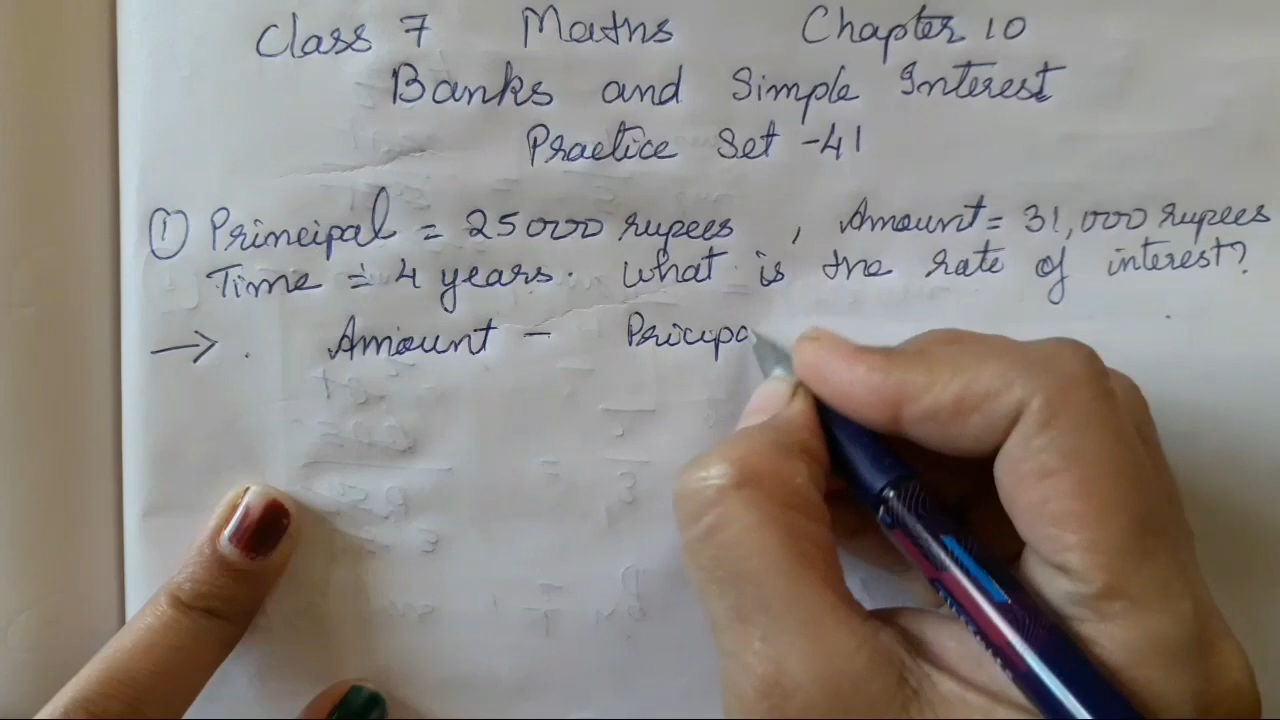 Class 7 Maths Chapter 10
Banks and Simple Interest
Practice Set -41
① Principal = 25000 rupees , Amount = 31,000 rupees
Time = 4 years. What is the rate of interest?
→ . Amount - Pricipa